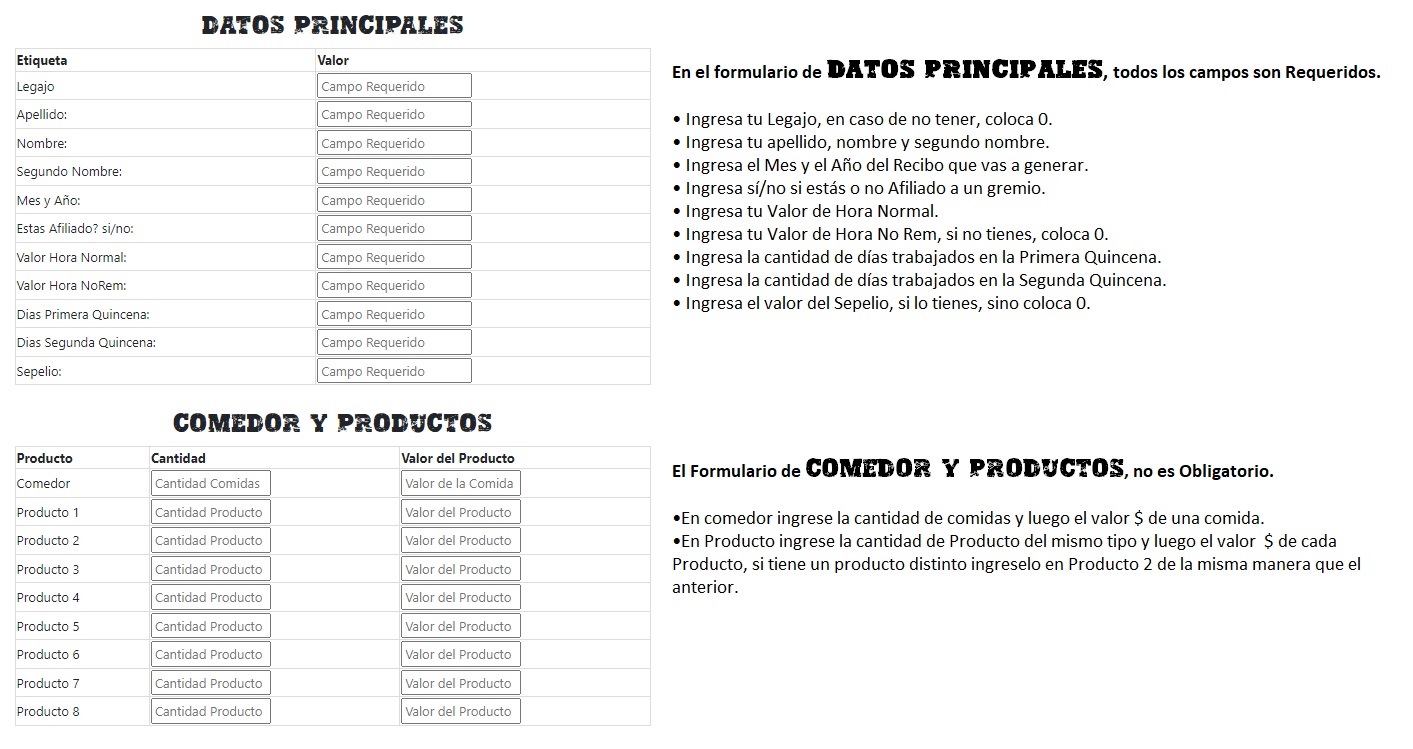 DATOS PRINCIPALES
Etiqueta Valor
Legajo Campo Requerido
Apellido: Campo Requerido
Nombre: Campo Requerido
Segundo Nombre: Campo Requerido
Mes y Año: Campo Requerido
Estas Afiliado? si/no: Campo Requerido
Valor Hora Normal: Campo Requerido
Valor Hora NoRem: Campo Requerido
Dias Primera Quincena: Campo Requerido
Dias Segunda Quincena: Campo Requerido
Sepelio: Campo Requerido
En el formulario de DATOS PRINCIPALES, todos los campos son Requeridos.
• Ingresa tu Legajo, en caso de no tener, coloca 0.
• Ingresa tu apellido, nombre y segundo nombre.
• Ingresa el Mes y el Año del Recibo que vas a generar.
• Ingresa sí/no si estás o no Afiliado a un gremio.
• Ingresa tu Valor de Hora Normal.
• Ingresa tu Valor de Hora No Rem, si no tienes, coloca 0.
• Ingresa la cantidad de días trabajados en la Primera Quincena.
• Ingresa la cantidad de días trabajados en la Segunda Quincena.
• Ingresa el valor del Sepelio, si lo tienes, sino coloca 0.
COMEDOR Y PRODUCTOS
Producto Cantidad Valor del Producto
Comedor Cantidad Comidas Valor de la Comida
Producto 1 Cantidad Producto Valor del Producto
Producto 2 Cantidad Producto Valor del Producto
Producto 3 Cantidad Producto Valor del Producto
Producto 4 Cantidad Producto Valor del Producto
Producto 5 Cantidad Producto Valor del Producto
Producto 6 Cantidad Producto Valor del Producto
Producto 7 Cantidad Producto Valor del Producto
Producto 8 Cantidad Producto Valor del Producto
El Formulario de COMEDOR Y PRODUCTOS, no es Obligatorio.
•En comedor ingrese la cantidad de comidas y luego el valor $ de una comida.
•En Producto ingrese la cantidad de Producto del mismo tipo y luego el valor $ de cada
Producto, si tiene un producto distinto ingreselo en Producto 2 de la misma manera que el
anterior.